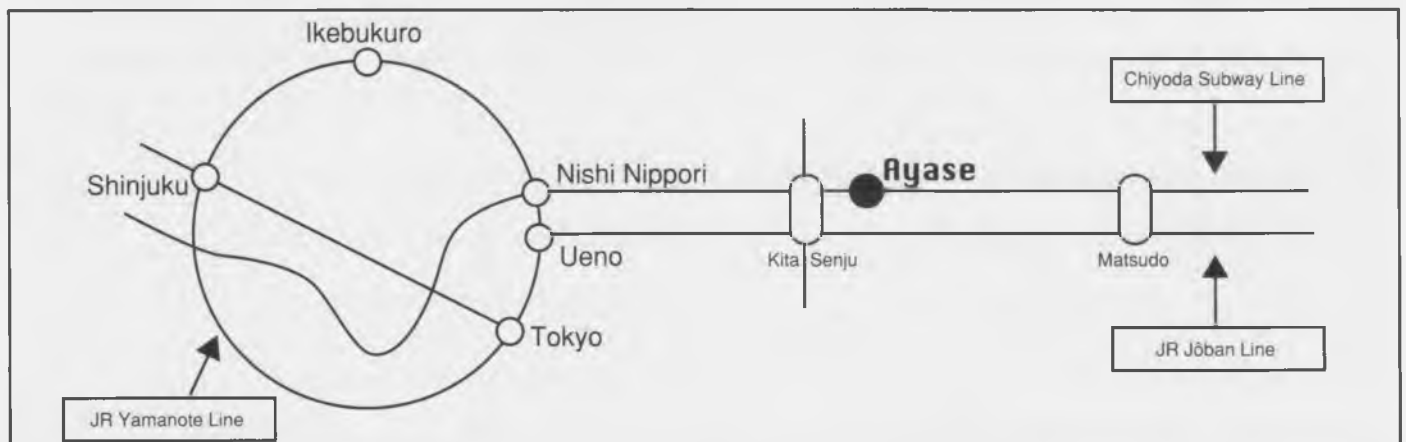 Ikebukuro
Chiyoda Subway Line
Ayase
Nishi Nippori
Shinjuku
Ueno
Kita Senju
Matsudo
Tokyo
JR Jôban Line
JR Yamanote Line